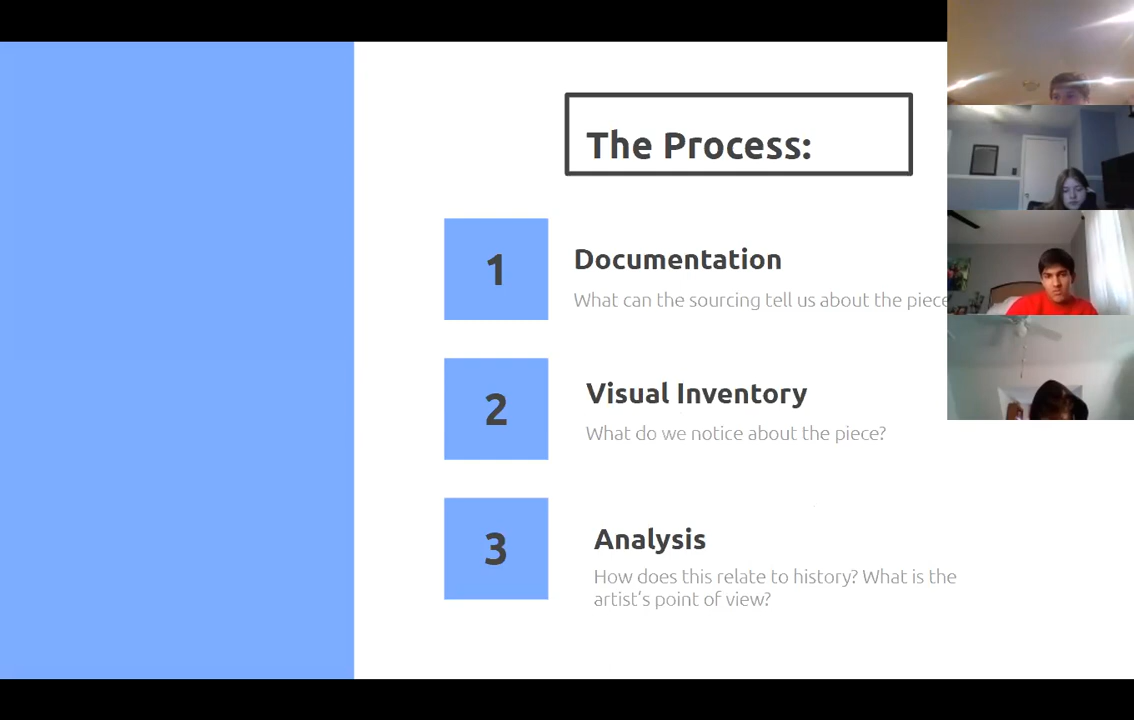 The Process:
1
Documentation
What can the sourcing tell us about the piece
2
Visual Inventory
What do we notice about the piece?
3
Analysis
How does this relate to history? What is the
artist's point of view?